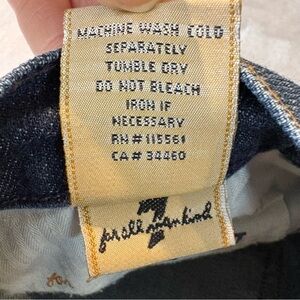 MACHINE WASH COLD
SEPARATELY
TUMBLE DRY
DO NOT BLEACH
IRON IF
NECESSARY
RN# 115561
CA# 34460
7
for all mankind